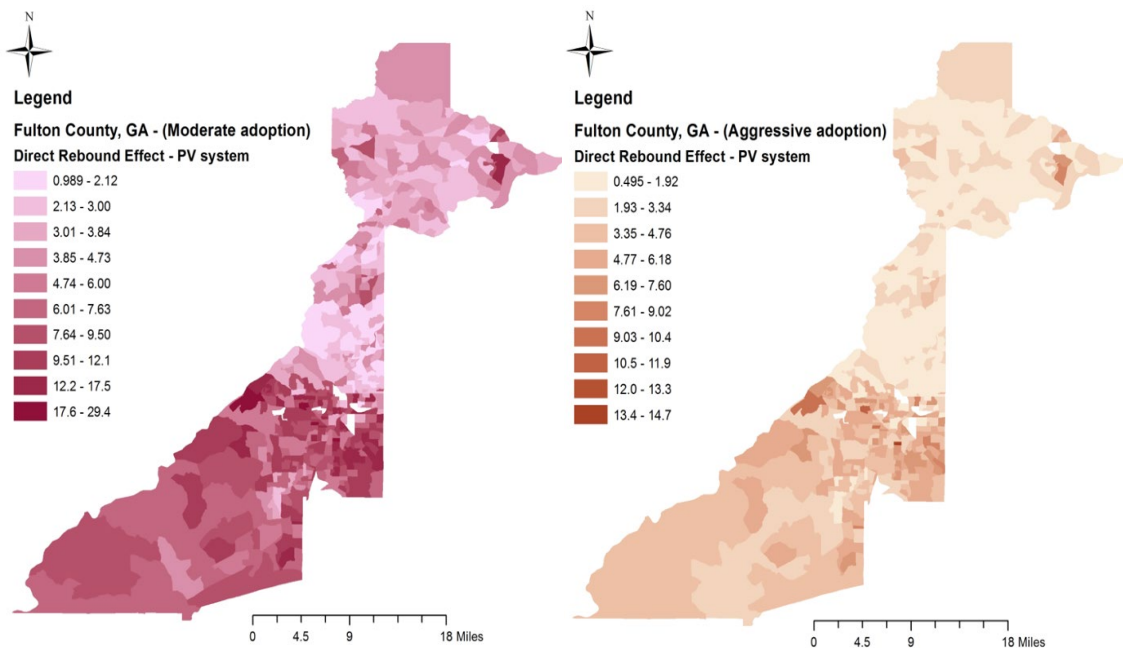 N
Legend
Fulton County, GA - (Moderate adoption)
Direct Rebound Effect - PV system
0.989 - 2.12
2.13 - 3.00
3.01 - 3.84
3.85 - 4.73
4.74 - 6.00
6.01 - 7.63
7.64 - 9.50
9.51 - 12.1
12.2 - 17.5
17.6 - 29.4
0 4.5 9 18 Miles
N
Legend
Fulton County, GA - (Aggressive adoption)
Direct Rebound Effect - PV system
0.495 - 1.92
1.93 - 3.34
3.35 - 4.76
4.77 - 6.18
6.19 - 7.60
7.61 - 9.02
9.03 - 10.4
10.5 - 11.9
12.0 - 13.3
13.4 - 14.7
0 4.5 9 18 Miles